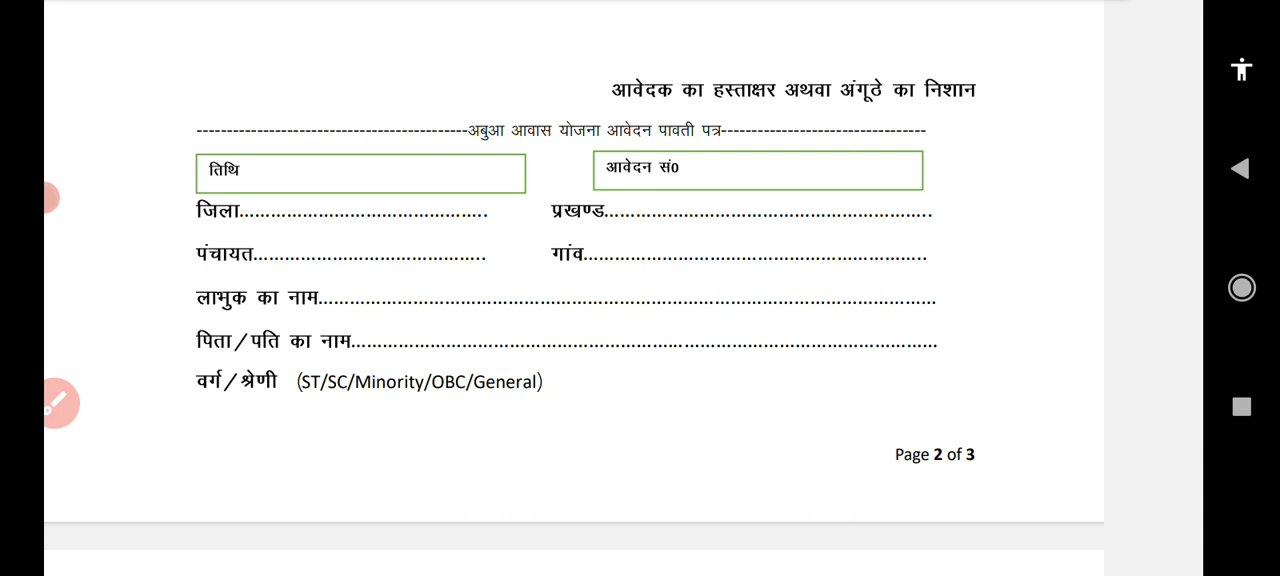 आवेदक का हस्ताक्षर अथवा अंगूठे का निशान
---------------------------------------------अबुआ आवास योजना आवेदन पावती पत्र----------------------------------
तिथि आवेदन सं0
जिला............................................... प्रखण्ड...............................................................
पंचायत............................................ गांव..................................................................
लाभुक का नाम......................................................................................................................
पिता/पति का नाम...............................................................................................................
वर्ग/श्रेणी (ST/SC/Minority/OBC/General)
Page 2 of 3